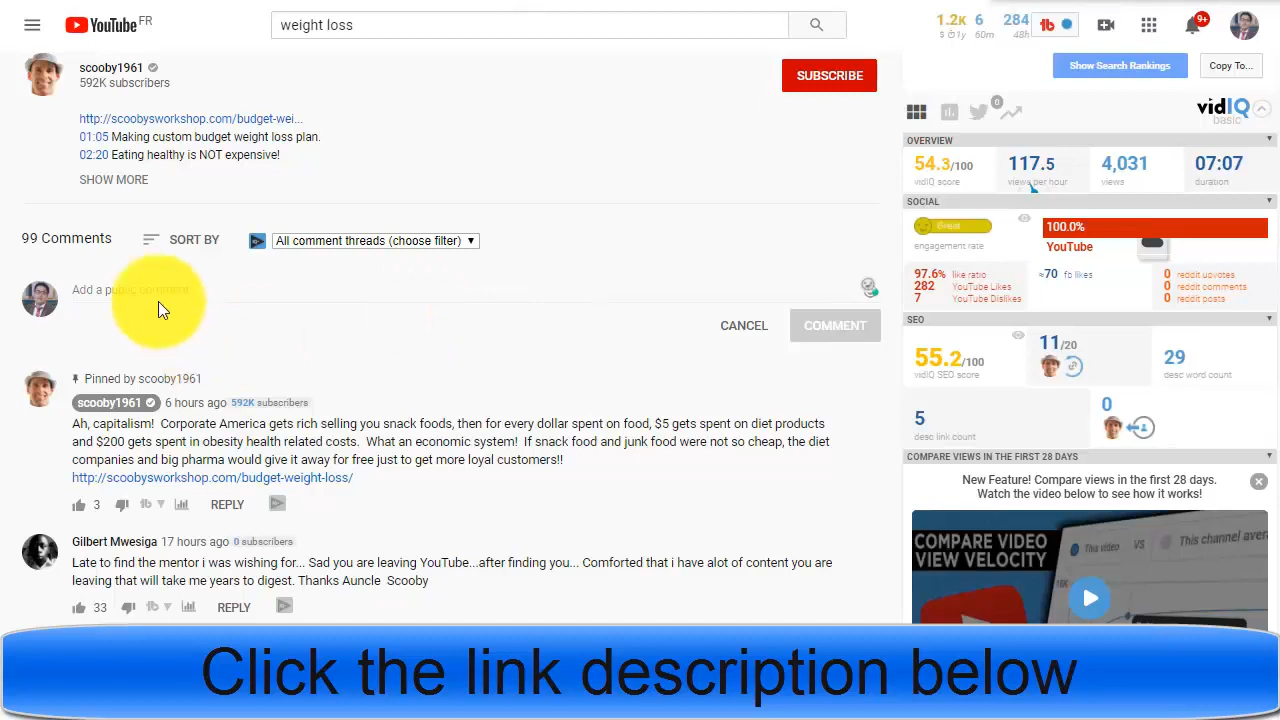 YouTube FR
weight loss
1.2K 6 284
$ ⏱1y 60m 48h
tb
9+
scooby1961
592K subscribers
SUBSCRIBE
http://scoobysworkshop.com/budget-wei...
01:05 Making custom budget weight loss plan.
02:20 Eating healthy is NOT expensive!
SHOW MORE
99 Comments
SORT BY
All comment threads (choose filter) ▼
Add a public comment
CANCEL
COMMENT
Pinned by scooby1961
scooby1961 6 hours ago 592K subscribers
Ah, capitalism! Corporate America gets rich selling you snack foods, then for every dollar spent on food, $5 gets spent on diet products
and $200 gets spent in obesity health related costs. What an economic system! If snack food and junk food were not so cheap, the diet
companies and big pharma would give it away for free just to get more loyal customers!!
http://scoobysworkshop.com/budget-weight-loss/
3 tb REPLY
Gilbert Mwesiga 17 hours ago 0 subscribers
Late to find the mentor i was wishing for... Sad you are leaving YouTube...after finding you... Comforted that i have alot of content you are
leaving that will take me years to digest. Thanks Auncle Scooby
33 tb REPLY
Show Search Rankings
Copy To...
0
vidIQ
basic
OVERVIEW
54.3/100 117.5 4,031 07:07
vidIQ score views per hour views duration
SOCIAL
Great 100.0%
engagement rate YouTube
97.6% like ratio ≈70 fb likes 0 reddit upvotes
282 YouTube Likes 0 reddit comments
7 YouTube Dislikes 0 reddit posts
SEO
55.2/100 11/20 29
vidIQ SEO score desc word count
5 0
desc link count
COMPARE VIEWS IN THE FIRST 28 DAYS
New Feature! Compare views in the first 28 days.
Watch the video below to see how it works!
COMPARE VIDEO
VIEW VELOCITY
This video VS This channel avera
Click the link description below